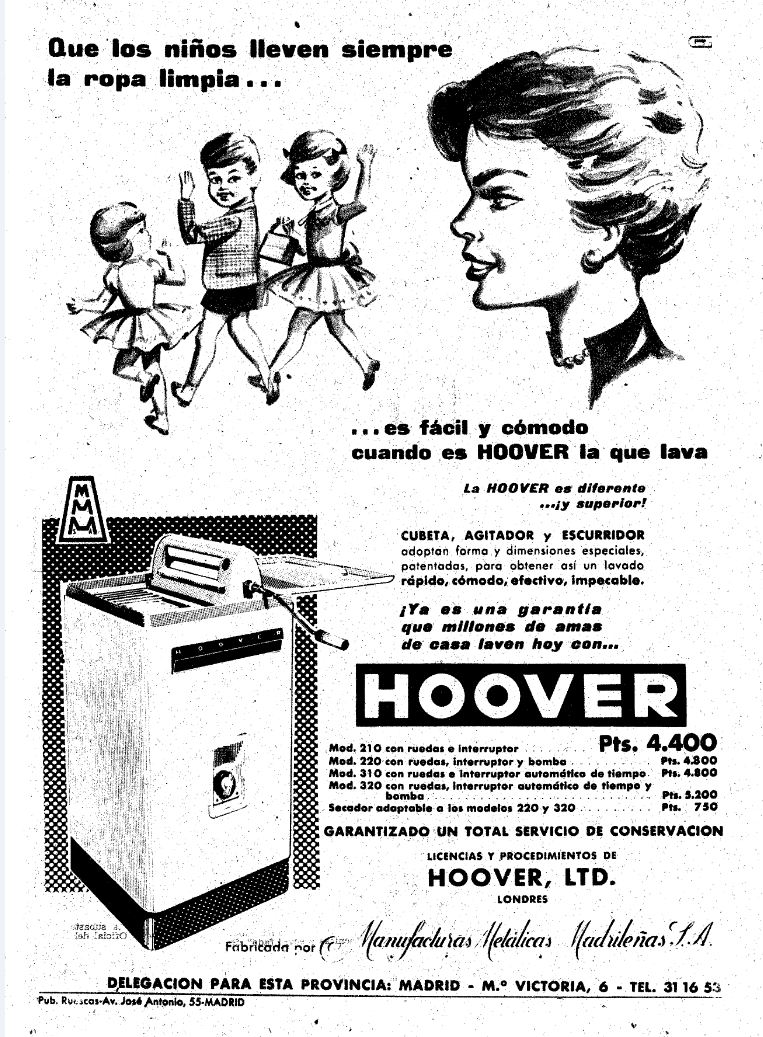 Que los niños lleven siempre
la ropa limpia...
...es fácil y cómodo
cuando es HOOVER la que lava
La HOOVER es diferente
...¡y superior!
MMM
CUBETA, AGITADOR y ESCURRIDOR
adoptan forma y dimensiones especiales,
patentadas, para obtener así un lavado
rápido, cómodo, efectivo, impecable.
¡Ya es una garantía
que millones de amas
de casa laven hoy con...
HOOVER
HOOVER
Mod. 210 con ruedas e interruptor . . . . . . . . Pts. 4.400
Mod. 220 con ruedas, interruptor y bomba . . . . . . . . . Pts. 4.800
Mod. 310 con ruedas e interruptor automático de tiempo. Pts. 4.800
Mod. 320 con ruedas, interruptor automático de tiempo y
bomba . . . . . . . . . . . . . . . . . . . . . . . . . . Pts. 5.200
Secador adaptable a los modelos 220 y 320 . . . . . . . . . Pts. 750
GARANTIZADO UN TOTAL SERVICIO DE CONSERVACION
LICENCIAS Y PROCEDIMIENTOS DE
HOOVER, LTD.
LONDRES
Fabricada por Manufacturas Metálicas Madrileñas S.A.
DELEGACION PARA ESTA PROVINCIA: MADRID - M.ª VICTORIA, 6 - TEL. 31 16 53
Pub. -Av. José Antonio, 55-MADRID